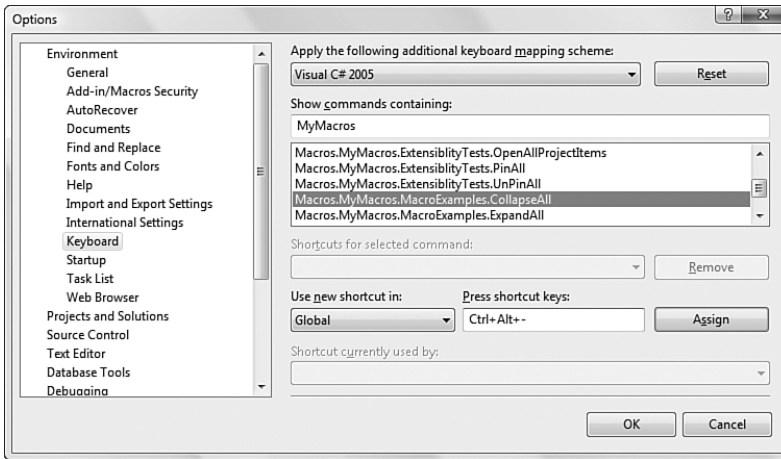 Options
?
X
Environment
General
Add-in/Macros Security
AutoRecover
Documents
Find and Replace
Fonts and Colors
Help
Import and Export Settings
International Settings
Keyboard
Startup
Task List
Web Browser
Projects and Solutions
Source Control
Text Editor
Database Tools
Debugging
Apply the following additional keyboard mapping scheme:
Visual C# 2005
Reset
Show commands containing:
MyMacros
Macros.MyMacros.ExtensiblityTests.OpenAllProjectItems
Macros.MyMacros.ExtensiblityTests.PinAll
Macros.MyMacros.ExtensiblityTests.UnPinAll
Macros.MyMacros.MacroExamples.CollapseAll
Macros.MyMacros.MacroExamples.ExpandAll
Shortcuts for selected command:
Remove
Use new shortcut in:
Press shortcut keys:
Global
Ctrl+Alt+-
Assign
Shortcut currently used by:
OK
Cancel